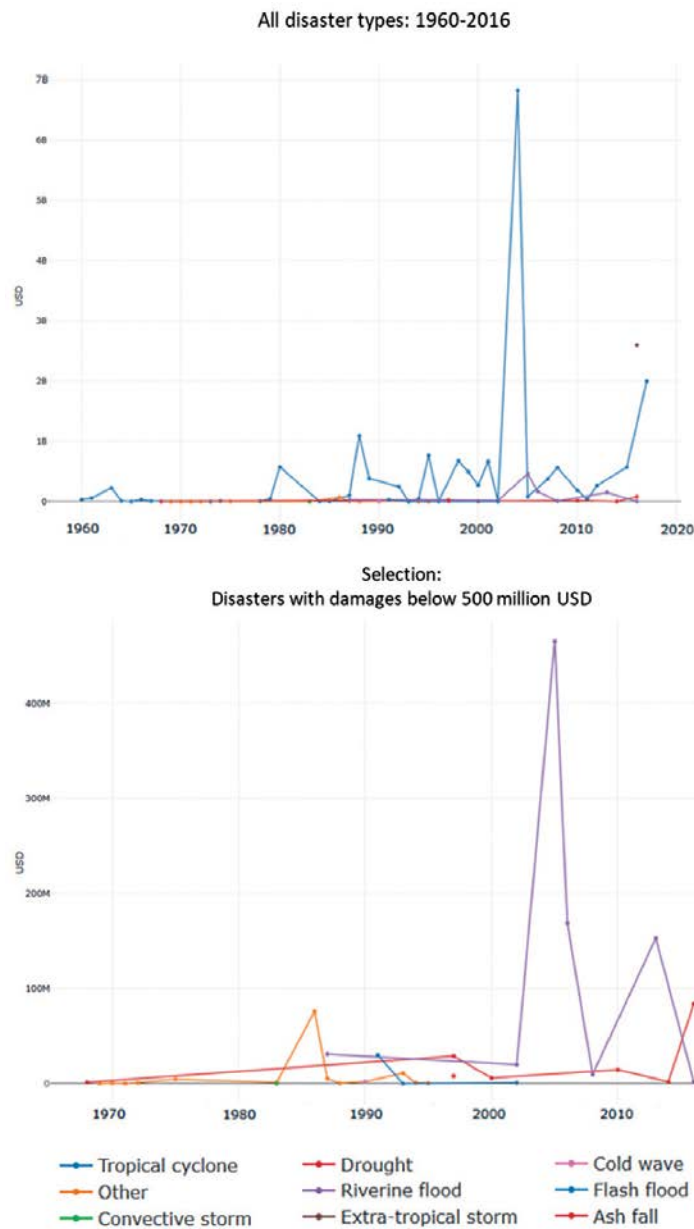 All disaster types: 1960-2016
7B
6B
5B
4B
3B
2B
1B
0
USD
1960 1970 1980 1990 2000 2010 2020
Selection:
Disasters with damages below 500 million USD
400M
300M
200M
100M
0
USD
1970 1980 1990 2000 2010
Tropical cyclone Drought Cold wave
Other Riverine flood Flash flood
Convective storm Extra-tropical storm Ash fall